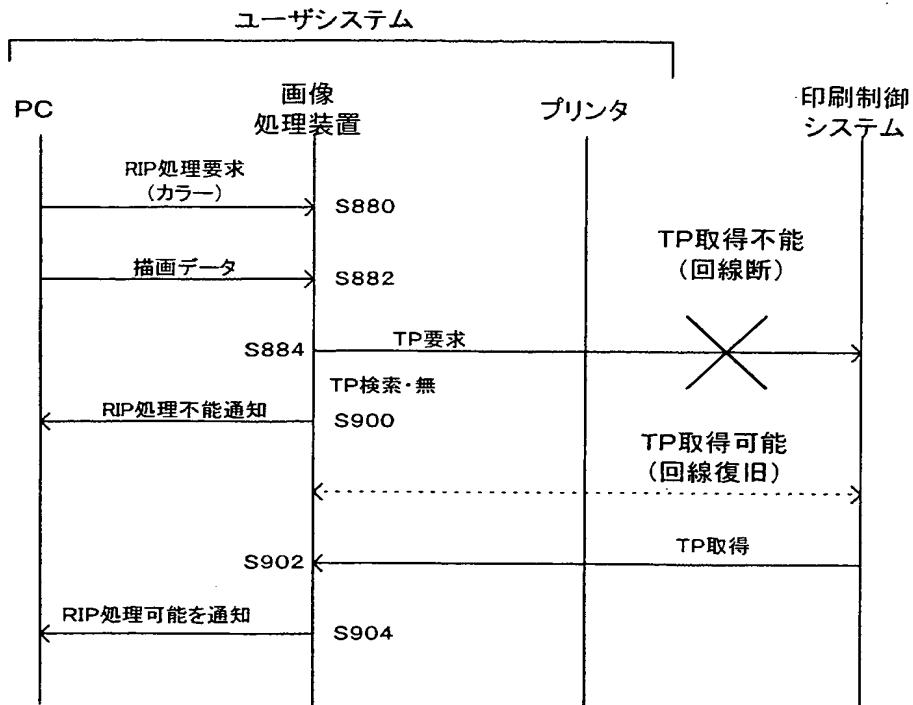 ユーザシステム
PC
画像
処理装置
プリンタ
印刷制御
システム
RIP処理要求
(カラー)
S880
TP取得不能
(回線断)
描画データ
S882
S884
TP要求
TP検索・無
RIP処理不能通知
S900
TP取得可能
(回線復旧)
S902
TP取得
RIP処理可能を通知
S904